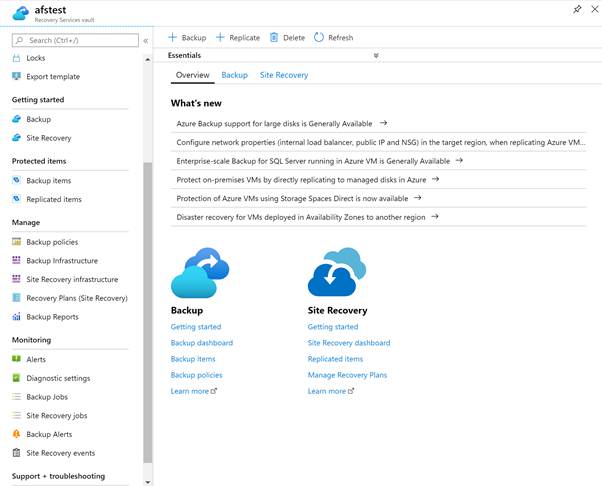 afstest
Recovery Services vault
Search (Ctrl+/)
«
Locks
Export template
Getting started
Backup
Site Recovery
Protected items
Backup items
Replicated items
Manage
Backup policies
Backup Infrastructure
Site Recovery infrastructure
Recovery Plans (Site Recovery)
Backup Reports
Monitoring
Alerts
Diagnostic settings
Backup Jobs
Site Recovery jobs
Backup Alerts
Site Recovery events
Support + troubleshooting
Backup Replicate Delete Refresh
Essentials
Overview Backup Site Recovery
What's new
Azure Backup support for large disks is Generally Available →
Configure network properties (internal load balancer, public IP and NSG) in the target region, when replicating Azure VM...
Enterprise-scale Backup for SQL Server running in Azure VM is Generally Available →
Protect on-premises VMs by directly replicating to managed disks in Azure →
Protection of Azure VMs using Storage Spaces Direct is now available →
Disaster recovery for VMs deployed in Availability Zones to another region →
Backup
Getting started
Backup dashboard
Backup items
Backup policies
Learn more
Site Recovery
Getting started
Site Recovery dashboard
Replicated items
Manage Recovery Plans
Learn more